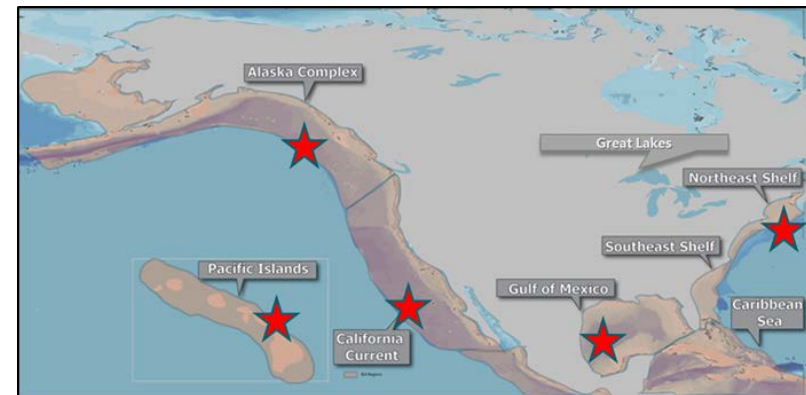 Alaska Complex
Great Lakes
Northeast Shelf
Southeast Shelf
Pacific Islands
Gulf of Mexico
Caribbean
Sea
California
Current